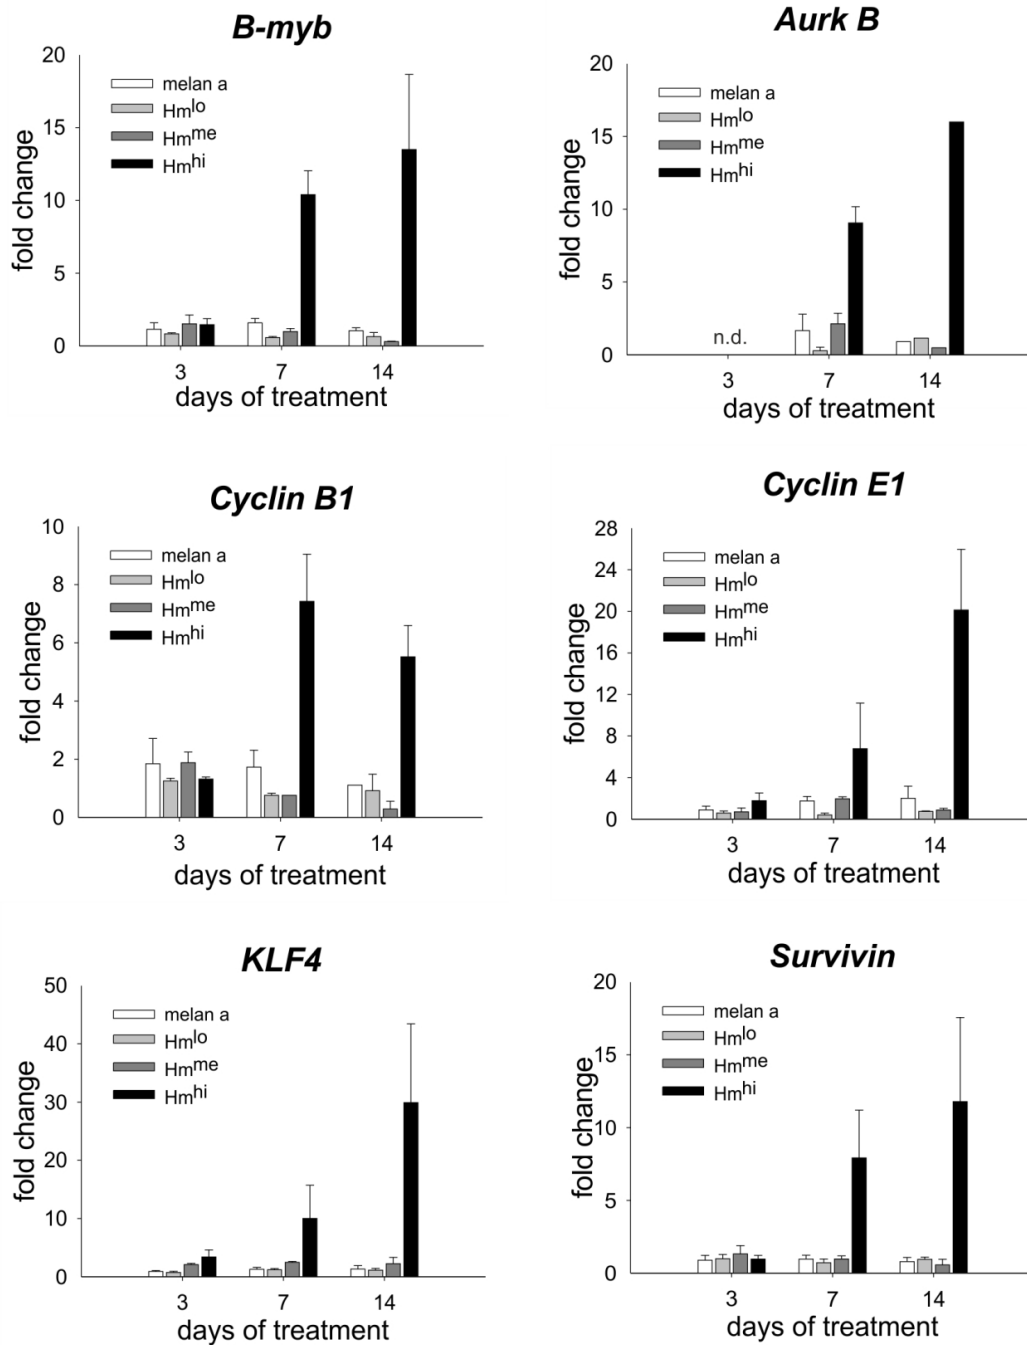 B-myb
20
15
10
5
0
fold change
melan a
Hmlo
Hmme
Hmhi
3 7 14
days of treatment
Aurk B
20
15
10
5
0
fold change
melan a
Hmlo
Hmme
Hmhi
n.d.
3 7 14
days of treatment
Cyclin B1
10
8
6
4
2
0
fold change
melan a
Hmlo
Hmme
Hmhi
3 7 14
days of treatment
Cyclin E1
28
24
20
16
12
8
4
0
fold change
melan a
Hmlo
Hmme
Hmhi
3 7 14
days of treatment
KLF4
50
40
30
20
10
0
fold change
melan a
Hmlo
Hmme
Hmhi
3 7 14
days of treatment
Survivin
20
15
10
5
0
fold change
melan a
Hmlo
Hmme
Hmhi
3 7 14
days of treatment